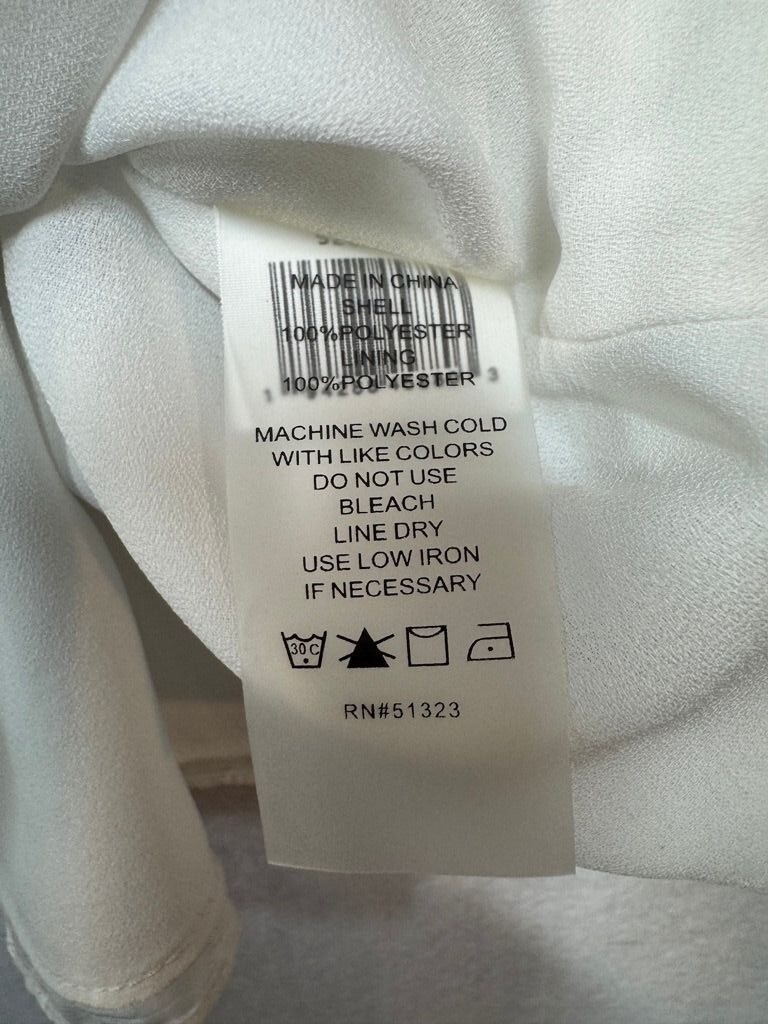 MADE IN CHINA
SHELL
100%POLYESTER
LINING
100%POLYESTER
MACHINE WASH COLD
WITH LIKE COLORS
DO NOT USE
BLEACH
LINE DRY
USE LOW IRON
IF NECESSARY
30 C
RN#51323